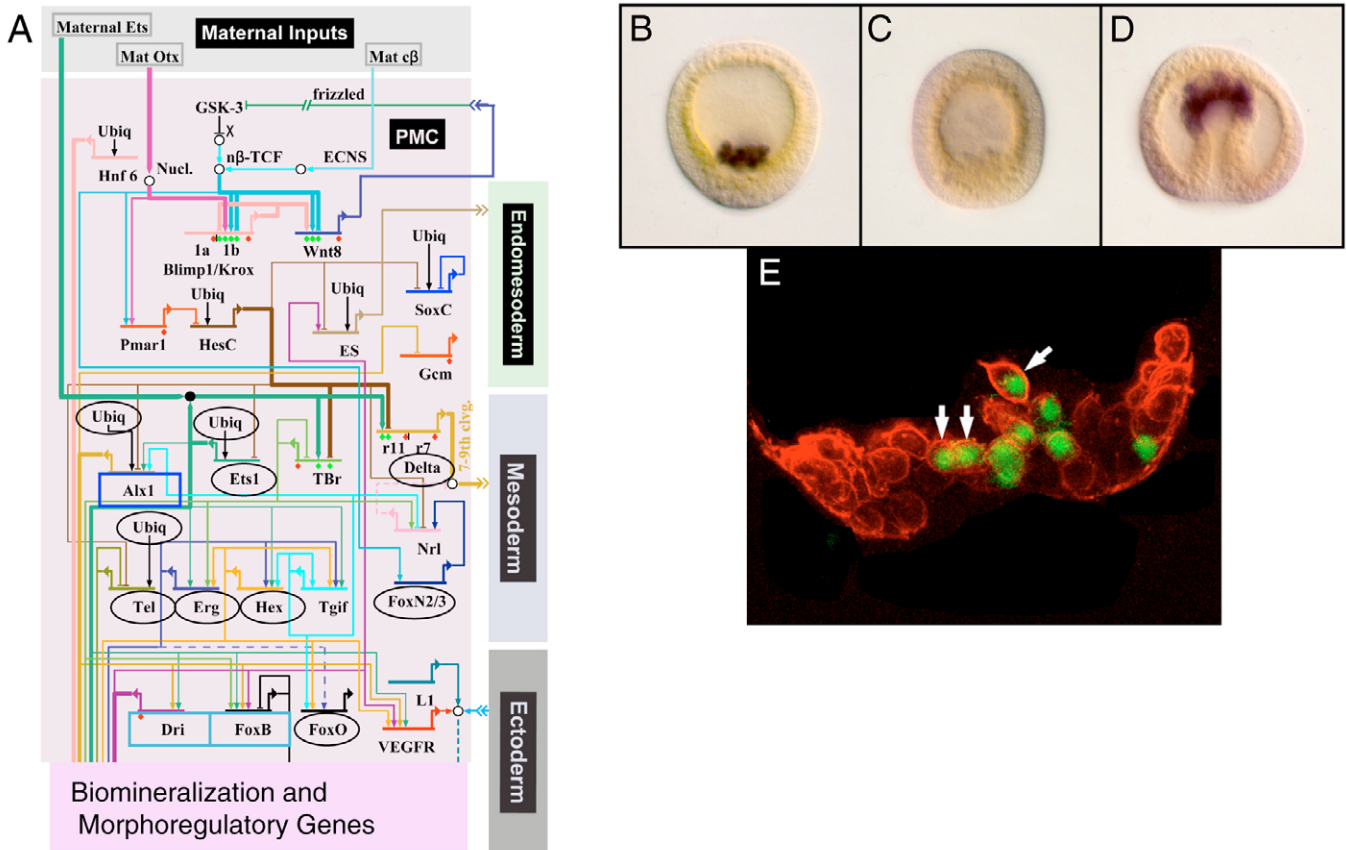 A
Maternal Ets
Maternal Inputs
Mat Otx
Mat cβ
frizzled
GSK-3
X
PMC
Ubiq
nβ-TCF
ECNS
Hnf 6
Nucl.
1a
1b
Wnt8
Blimp1/Krox
Ubiq
SoxC
Ubiq
Ubiq
Pmar1
HesC
ES
Gcm
Endomesoderm
Ubiq
Ubiq
r11
r7
7-9th clvg.
Alx1
Ets1
TBr
Delta
Ubiq
Nrl
Mesoderm
Tel
Erg
Hex
Tgif
FoxN2/3
L1
Dri
FoxB
FoxO
VEGFR
Ectoderm
Biomineralization and
Morphoregulatory Genes
B
C
D
E